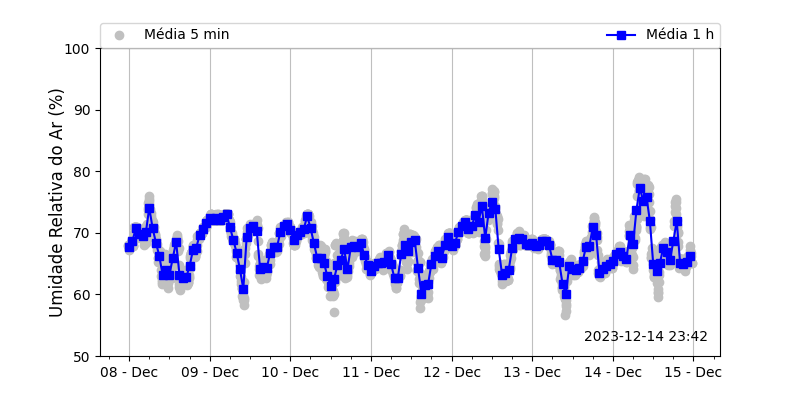 Média 5 min
Média 1 h
Umidade Relativa do Ar (%)
100
90
80
70
60
50
2023-12-14 23:42
08 - Dec
09 - Dec
10 - Dec
11 - Dec
12 - Dec
13 - Dec
14 - Dec
15 - Dec